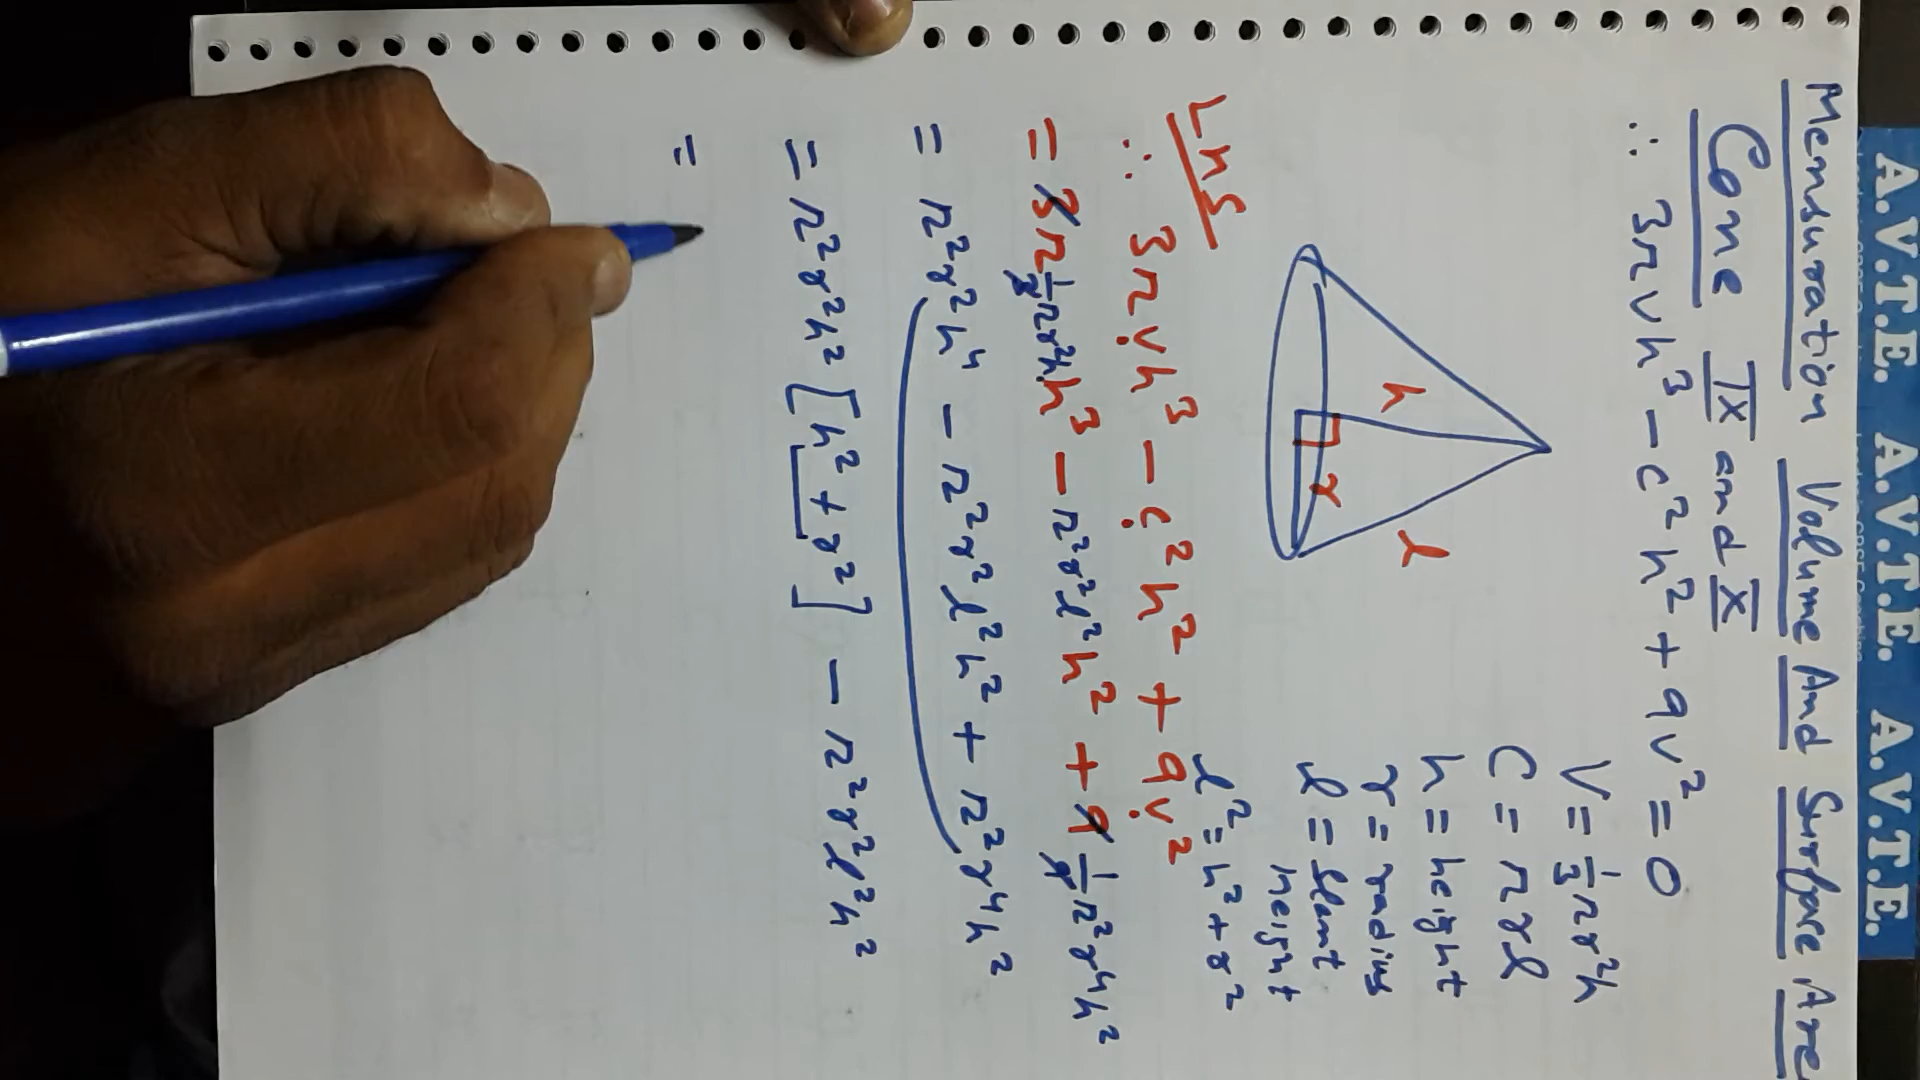 A.V.T.E. A.V.T.E. A.V.T.E.
Mensuration Volume And Surface Are
Cone IX and X
∴ 3πvh³ - c²h² + 9v² = 0
V = 1/3 πr²h
C = πrl
h = height
r = radius
l = slant
height
l² = h² + r²
h
r
l
LHS
∴ 3πvh³ - c²h² + 9v²
= 3π 1/3 πr²h h³ - π²r²l²h² + 9 1/9 π²r⁴h²
= π²r²h⁴ - π²r²l²h² + π²r⁴h²
= π²r²h² [h² + r²] - π²r²l²h²
=